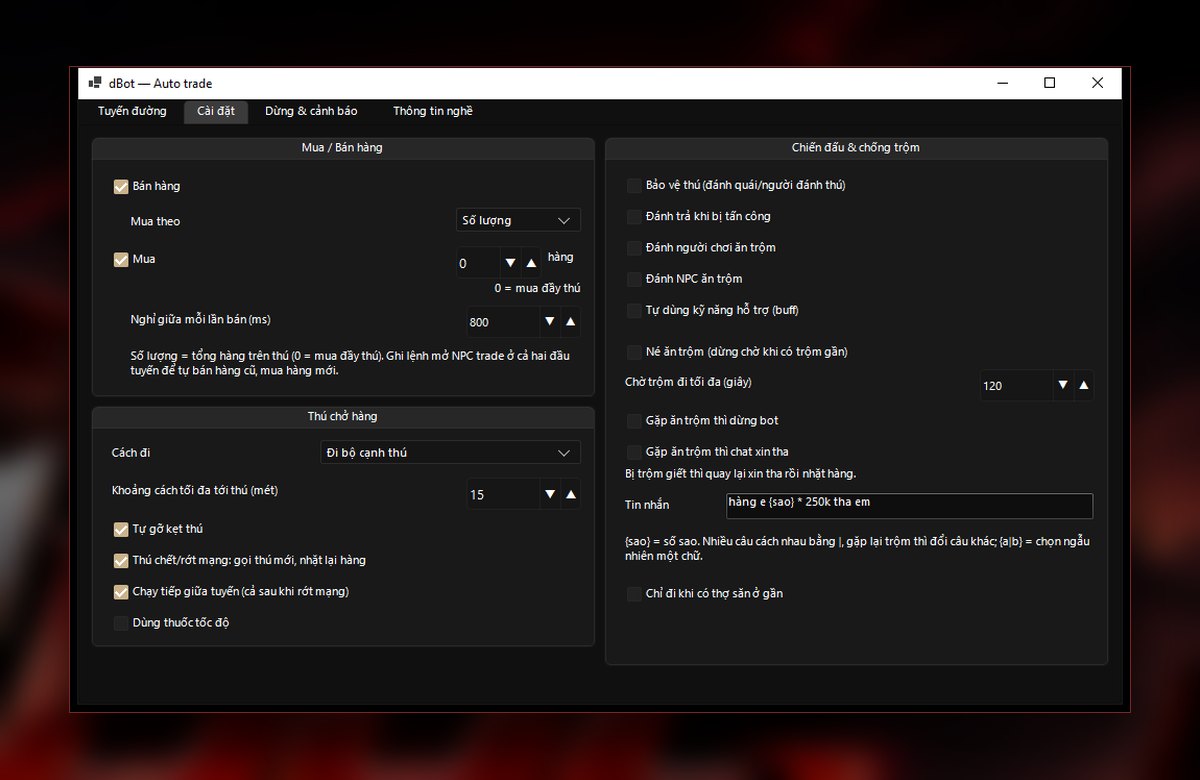 dBot — Auto trade
Tuyến đường
Cài đặt
Dừng & cảnh báo
Thông tin nghề
Mua / Bán hàng
Bán hàng
Mua theo
Số lượng
Mua
0
hàng
0 = mua đầy thú
Nghỉ giữa mỗi lần bán (ms)
800
Số lượng = tổng hàng trên thú (0 = mua đầy thú). Ghi lệnh mở NPC trade ở cả hai đầu
tuyến để tự bán hàng cũ, mua hàng mới.
Thú chở hàng
Cách đi
Đi bộ cạnh thú
Khoảng cách tối đa tới thú (mét)
15
Tự gỡ kẹt thú
Thú chết/rớt mạng: gọi thú mới, nhặt lại hàng
Chạy tiếp giữa tuyến (cả sau khi rớt mạng)
Dùng thuốc tốc độ
Chiến đấu & chống trộm
Bảo vệ thú (đánh quái/người đánh thú)
Đánh trả khi bị tấn công
Đánh người chơi ăn trộm
Đánh NPC ăn trộm
Tự dùng kỹ năng hỗ trợ (buff)
Né ăn trộm (dừng chờ khi có trộm gần)
Chờ trộm đi tối đa (giây)
120
Gặp ăn trộm thì dừng bot
Gặp ăn trộm thì chat xin tha
Bị trộm giết thì quay lại xin tha rồi nhặt hàng.
Tin nhắn
hàng e {sao} * 250k tha em
{sao} = số sao. Nhiều câu cách nhau bằng |, gặp lại trộm thì đổi câu khác; {a|b} = chọn ngẫu
nhiên một chữ.
Chỉ đi khi có thợ săn ở gần